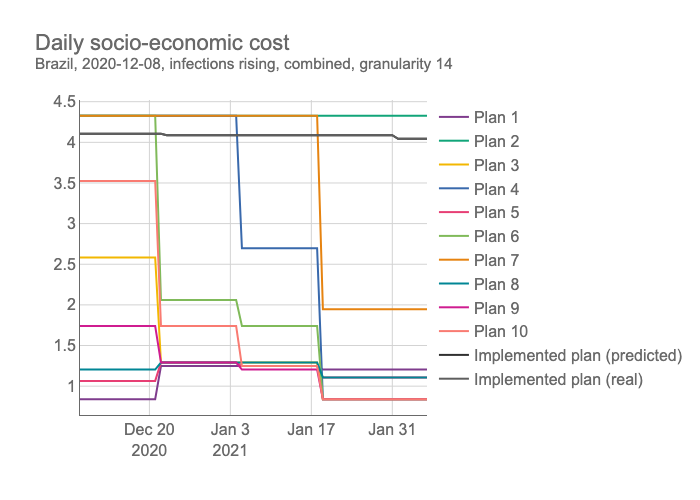 Daily socio-economic cost
Brazil, 2020-12-08, infections rising, combined, granularity 14
4.5
4
3.5
3
2.5
2
1.5
1
Dec 20
2020
Jan 3
2021
Jan 17
Jan 31
Plan 1
Plan 2
Plan 3
Plan 4
Plan 5
Plan 6
Plan 7
Plan 8
Plan 9
Plan 10
Implemented plan (predicted)
Implemented plan (real)